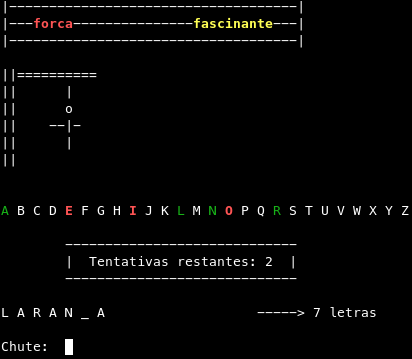 forca fascinante
A B C D E F G H I J K L M N O P Q R S T U V W X Y Z
| Tentativas restantes: 2 |
L A R A N _ A -----> 7 letras
Chute: